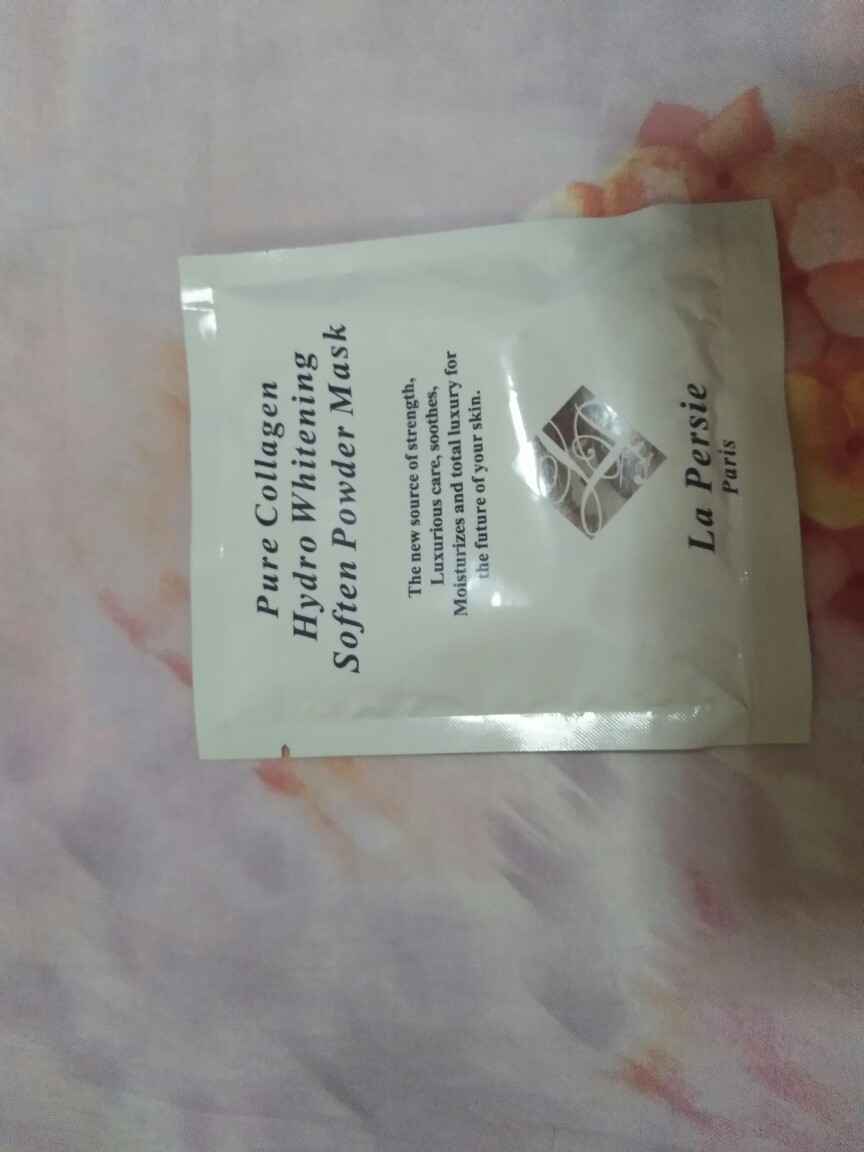 Pure Collagen
Hydro Whitening
Soften Powder Mask
The new source of strength,
Luxurious care, soothes,
Moisturizes and total luxury for
the future of your skin.
La Persie
Paris